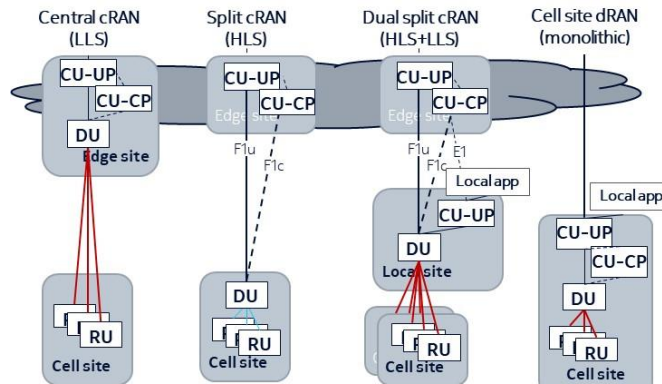 Central cRAN
(LLS)
Split cRAN
(HLS)
Dual split cRAN
(HLS+LLS)
Cell site dRAN
(monolithic)
CU-UP
CU-CP
DU
Edge site
RU
Cell site
CU-UP
CU-CP
Edge site
F1u
F1c
DU
RU
Cell site
CU-UP
CU-CP
Edge site
F1u
F1c
E1
Local app
CU-UP
DU
Local site
RU
Cell site
Local app
CU-UP
CU-CP
DU
RU
Cell site